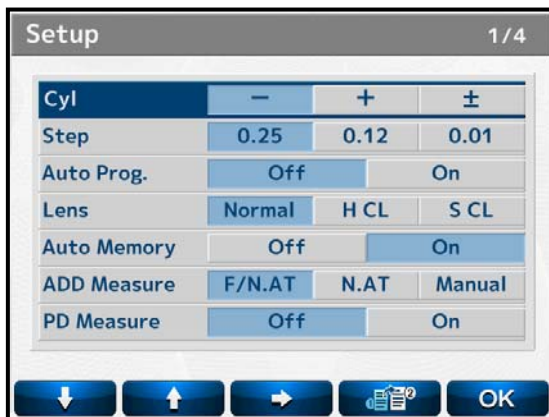 Setup 1/4
Cyl − + ±
Step 0.25 0.12 0.01
Auto Prog. Off On
Lens Normal H CL S CL
Auto Memory Off On
ADD Measure F/N.AT N.AT Manual
PD Measure Off On
OK